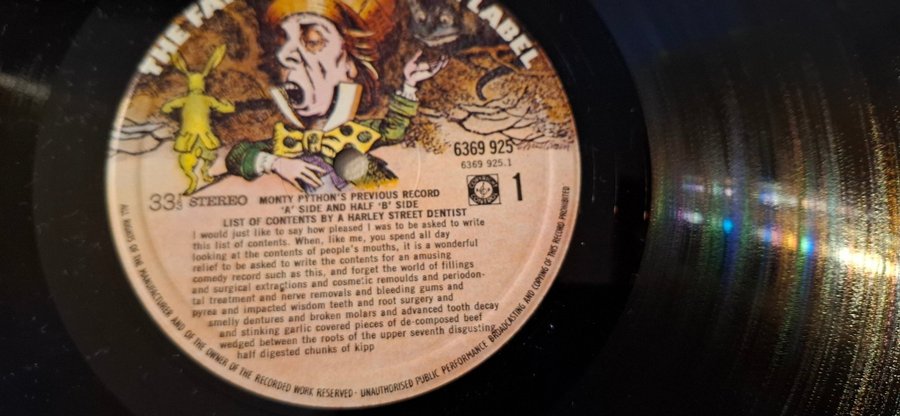 THE FA
LABEL
6369 925
6369 925.1
33⅓ STEREO
MONTY PYTHON'S PREVIOUS RECORD
'A' SIDE AND HALF 'B' SIDE
1
LIST OF CONTENTS BY A HARLEY STREET DENTIST
I would just like to say how pleased I was to be asked to write
this list of contents. When, like me, you spend all day
looking at the contents of people's mouths, it is a wonderful
relief to be asked to write the contents for an amusing
comedy record such as this, and forget the world of fillings
and surgical extractions and cosmetic remoulds and periodon-
tal treatment and nerve removals and bleeding gums and
pyrea and impacted wisdom teeth and root surgery and
smelly dentures and broken molars and advanced tooth decay
and stinking garlic covered pieces of de-composed beef
wedged between the roots of the upper seventh disgusting
half digested chunks of kipp
ALL RIGHTS OF THE MANUFACTURER AND OF THE OWNER OF THE RECORDED WORK RESERVED · UNAUTHORISED PUBLIC PERFORMANCE BROADCASTING AND COPYING OF THIS RECORD PROHIBITED